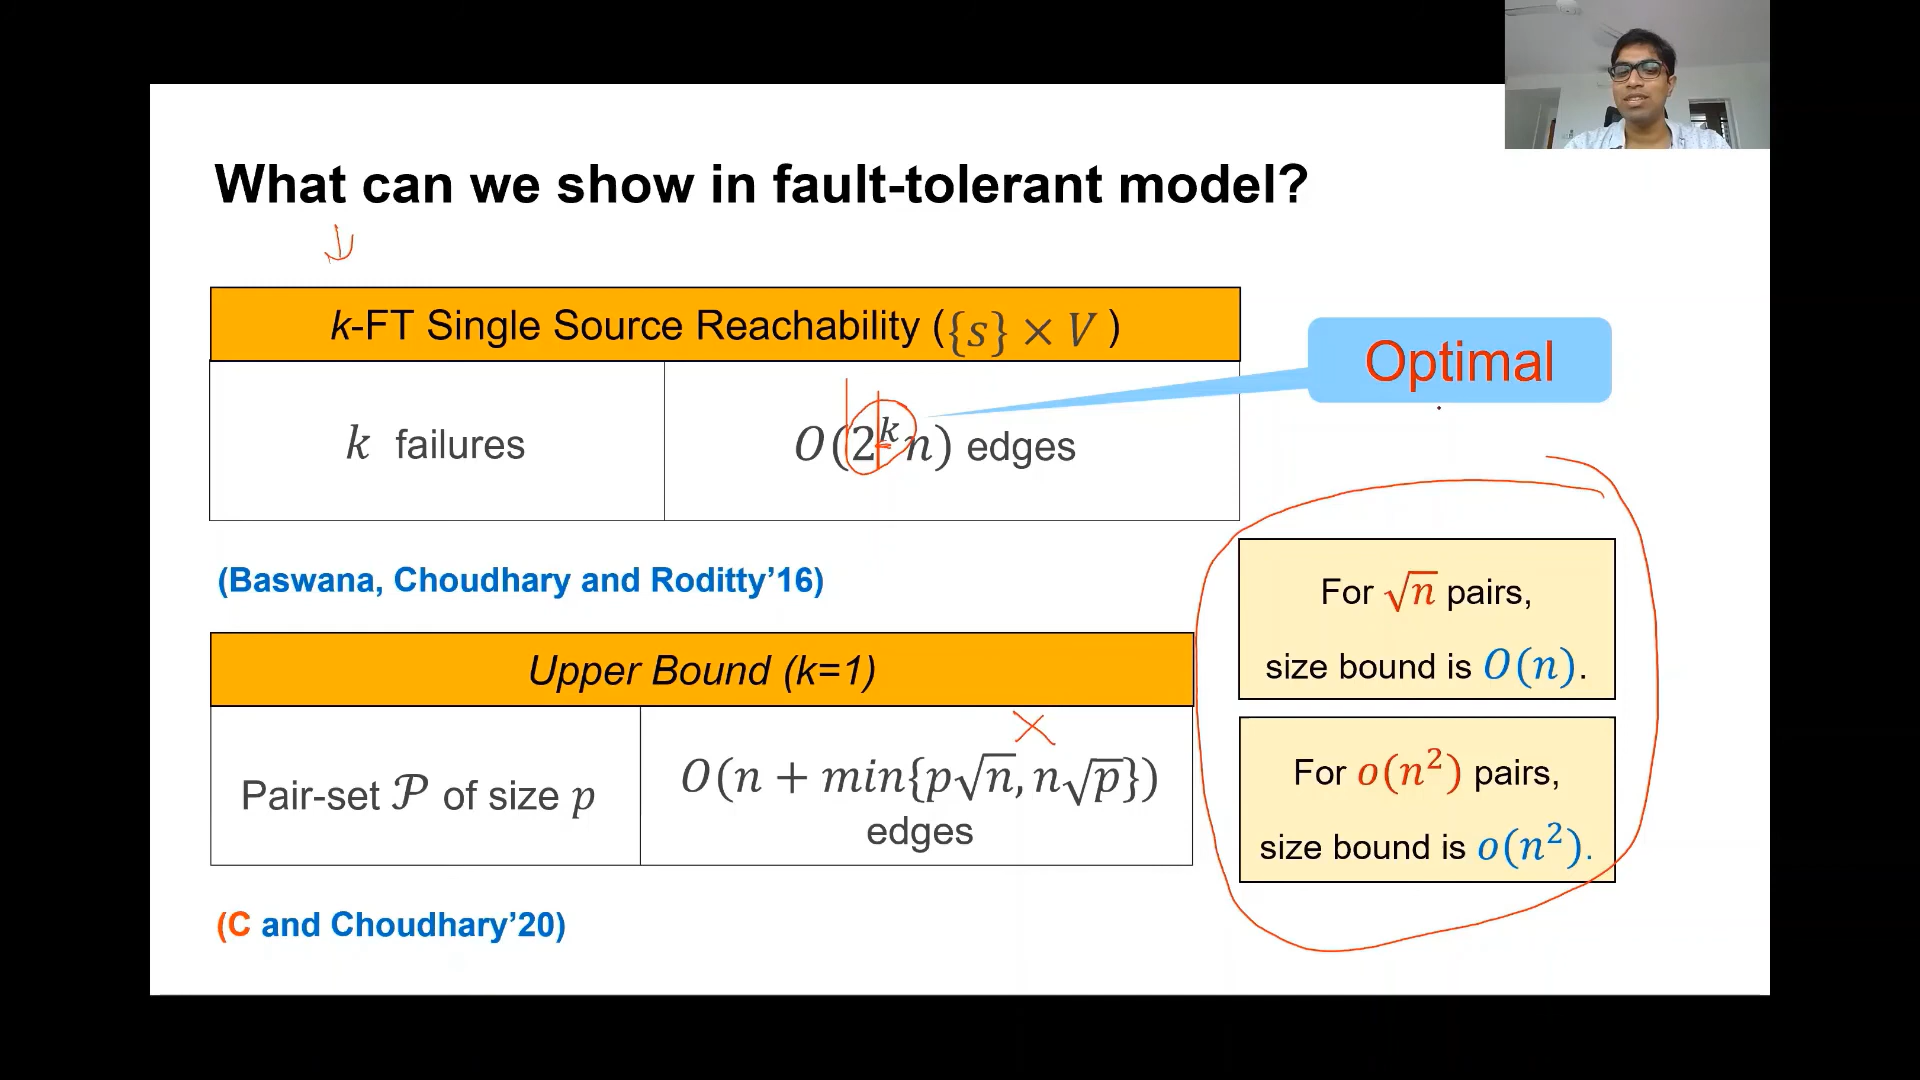 What can we show in fault-tolerant model?
k-FT Single Source Reachability ({s} × V )
Optimal
k failures
O(2^k n) edges
(Baswana, Choudhary and Roditty'16)
For √n pairs,
size bound is O(n).
Upper Bound (k=1)
Pair-set 𝒫 of size p
O(n + min{p√n, n√p})
edges
For o(n²) pairs,
size bound is o(n²).
(C and Choudhary'20)